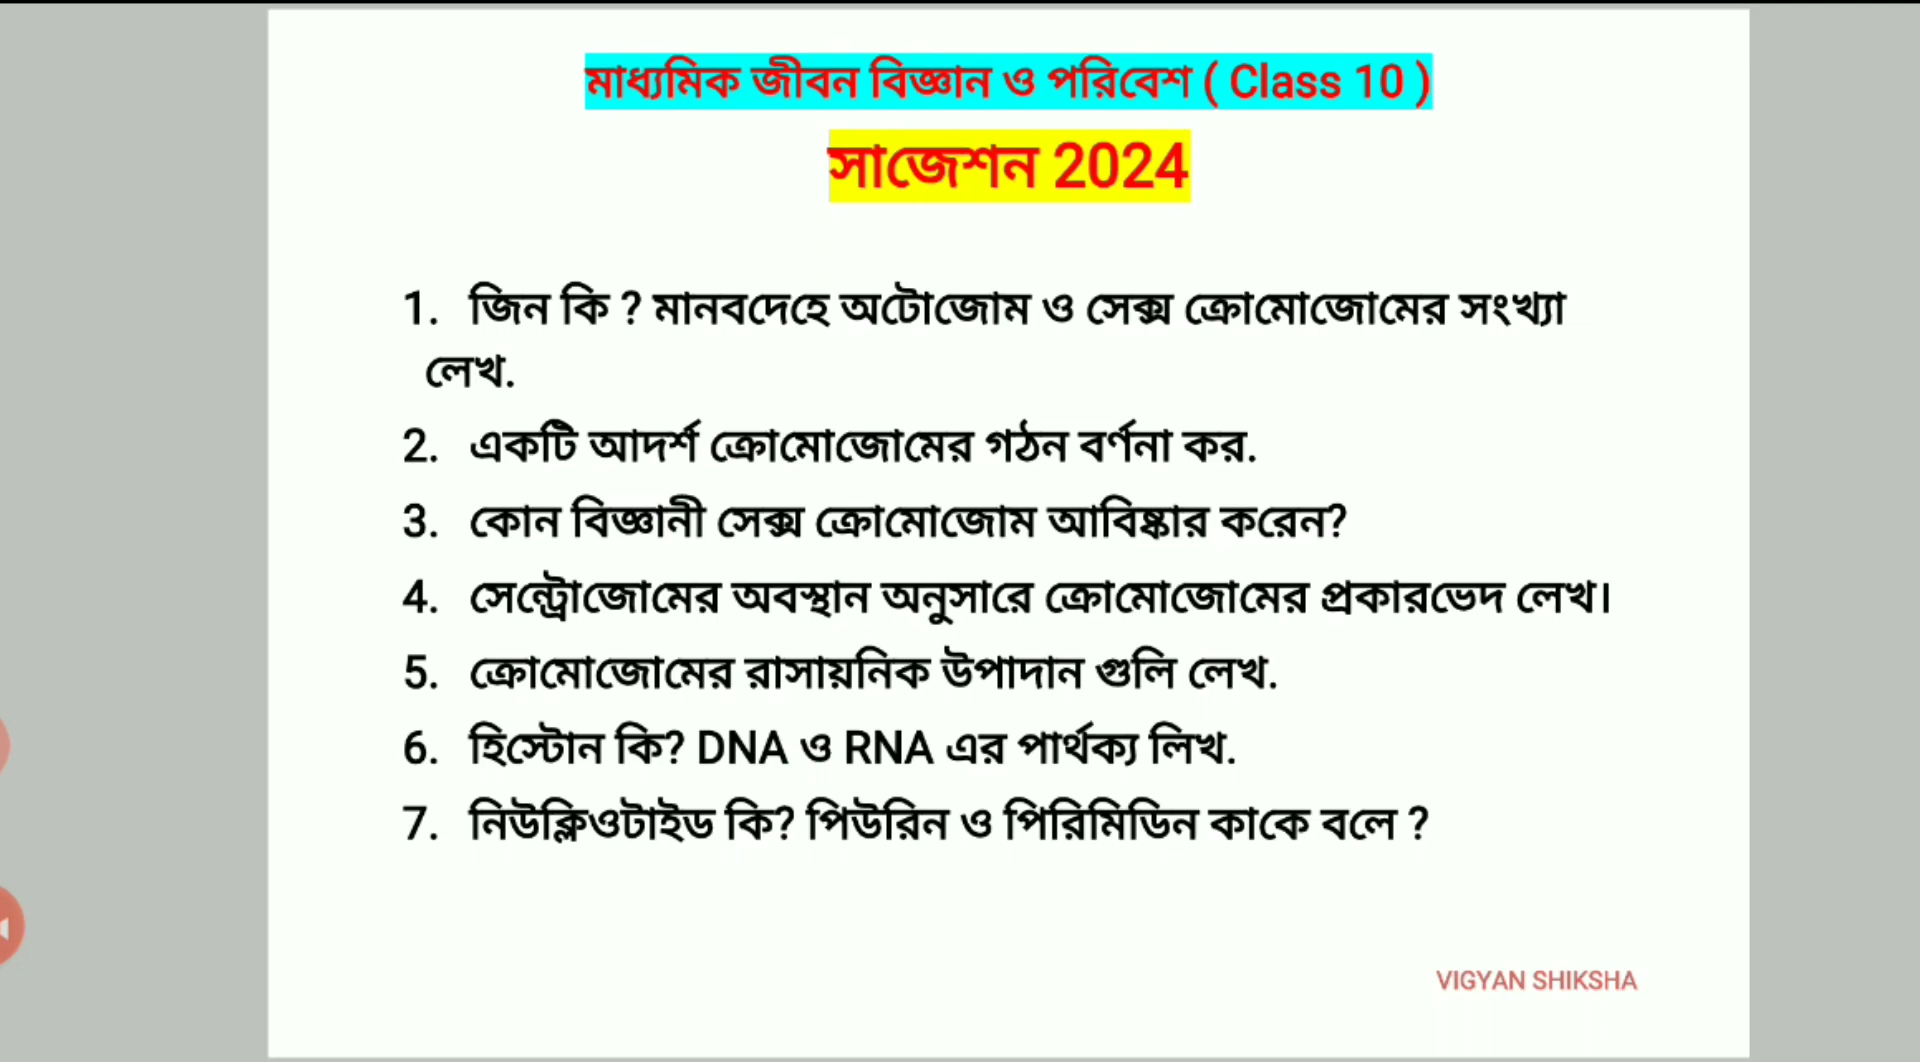 মাধ্যমিক জীবন বিজ্ঞান ও পরিবেশ ( Class 10 )
সাজেশন 2024
1. জিন কি ? মানবদেহে অটোজোম ও সেক্স ক্রোমোজোমের সংখ্যা
লেখ.
2. একটি আদর্শ ক্রোমোজোমের গঠন বর্ণনা কর.
3. কোন বিজ্ঞানী সেক্স ক্রোমোজোম আবিষ্কার করেন?
4. সেন্ট্রোজোমের অবস্থান অনুসারে ক্রোমোজোমের প্রকারভেদ লেখ।
5. ক্রোমোজোমের রাসায়নিক উপাদান গুলি লেখ.
6. হিস্টোন কি? DNA ও RNA এর পার্থক্য লিখ.
7. নিউক্লিওটাইড কি? পিউরিন ও পিরিমিডিন কাকে বলে ?
VIGYAN SHIKSHA